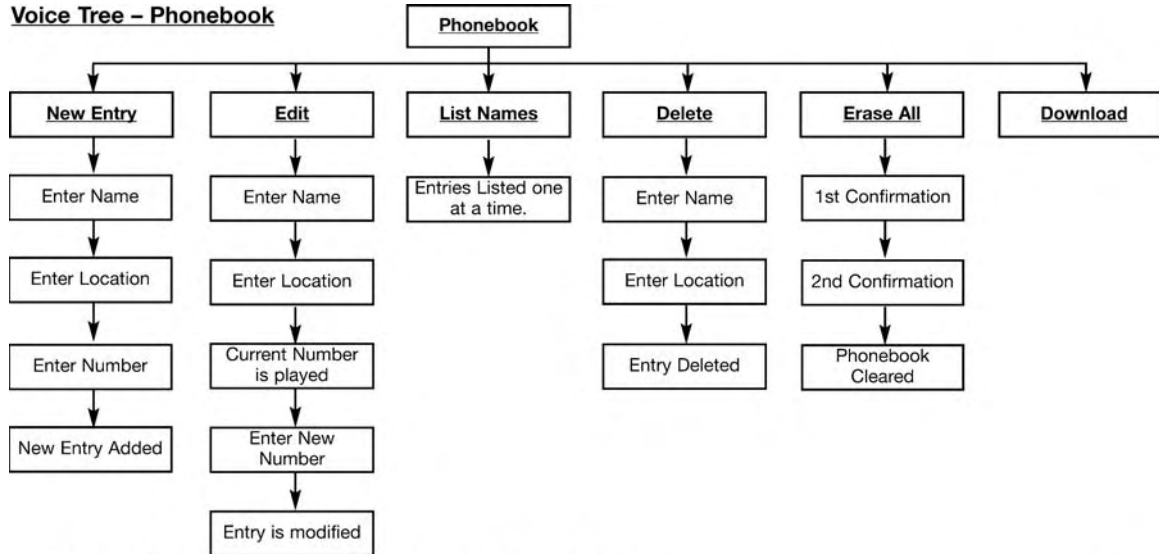 Voice Tree – Phonebook
Phonebook
New Entry
Edit
List Names
Delete
Erase All
Download
Enter Name
Enter Name
Entries Listed one
at a time.
Enter Name
1st Confirmation
Enter Location
Enter Location
Enter Location
2nd Confirmation
Enter Number
Current Number
is played
Entry Deleted
Phonebook
Cleared
New Entry Added
Enter New
Number
Entry is modified